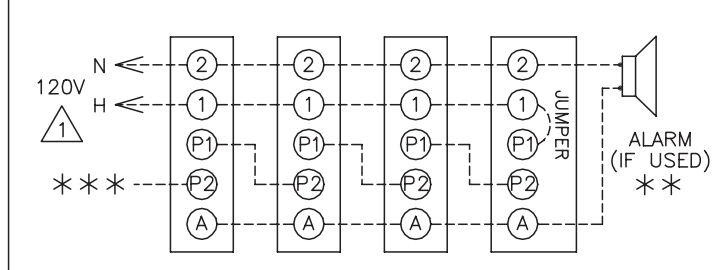 N 2 2 2 2
120V
H 1 1 1 1
1
P1 P1 P1 P1
JUMPER
ALARM
(IF USED)
**
*** P2 P2 P2 P2
A A A A